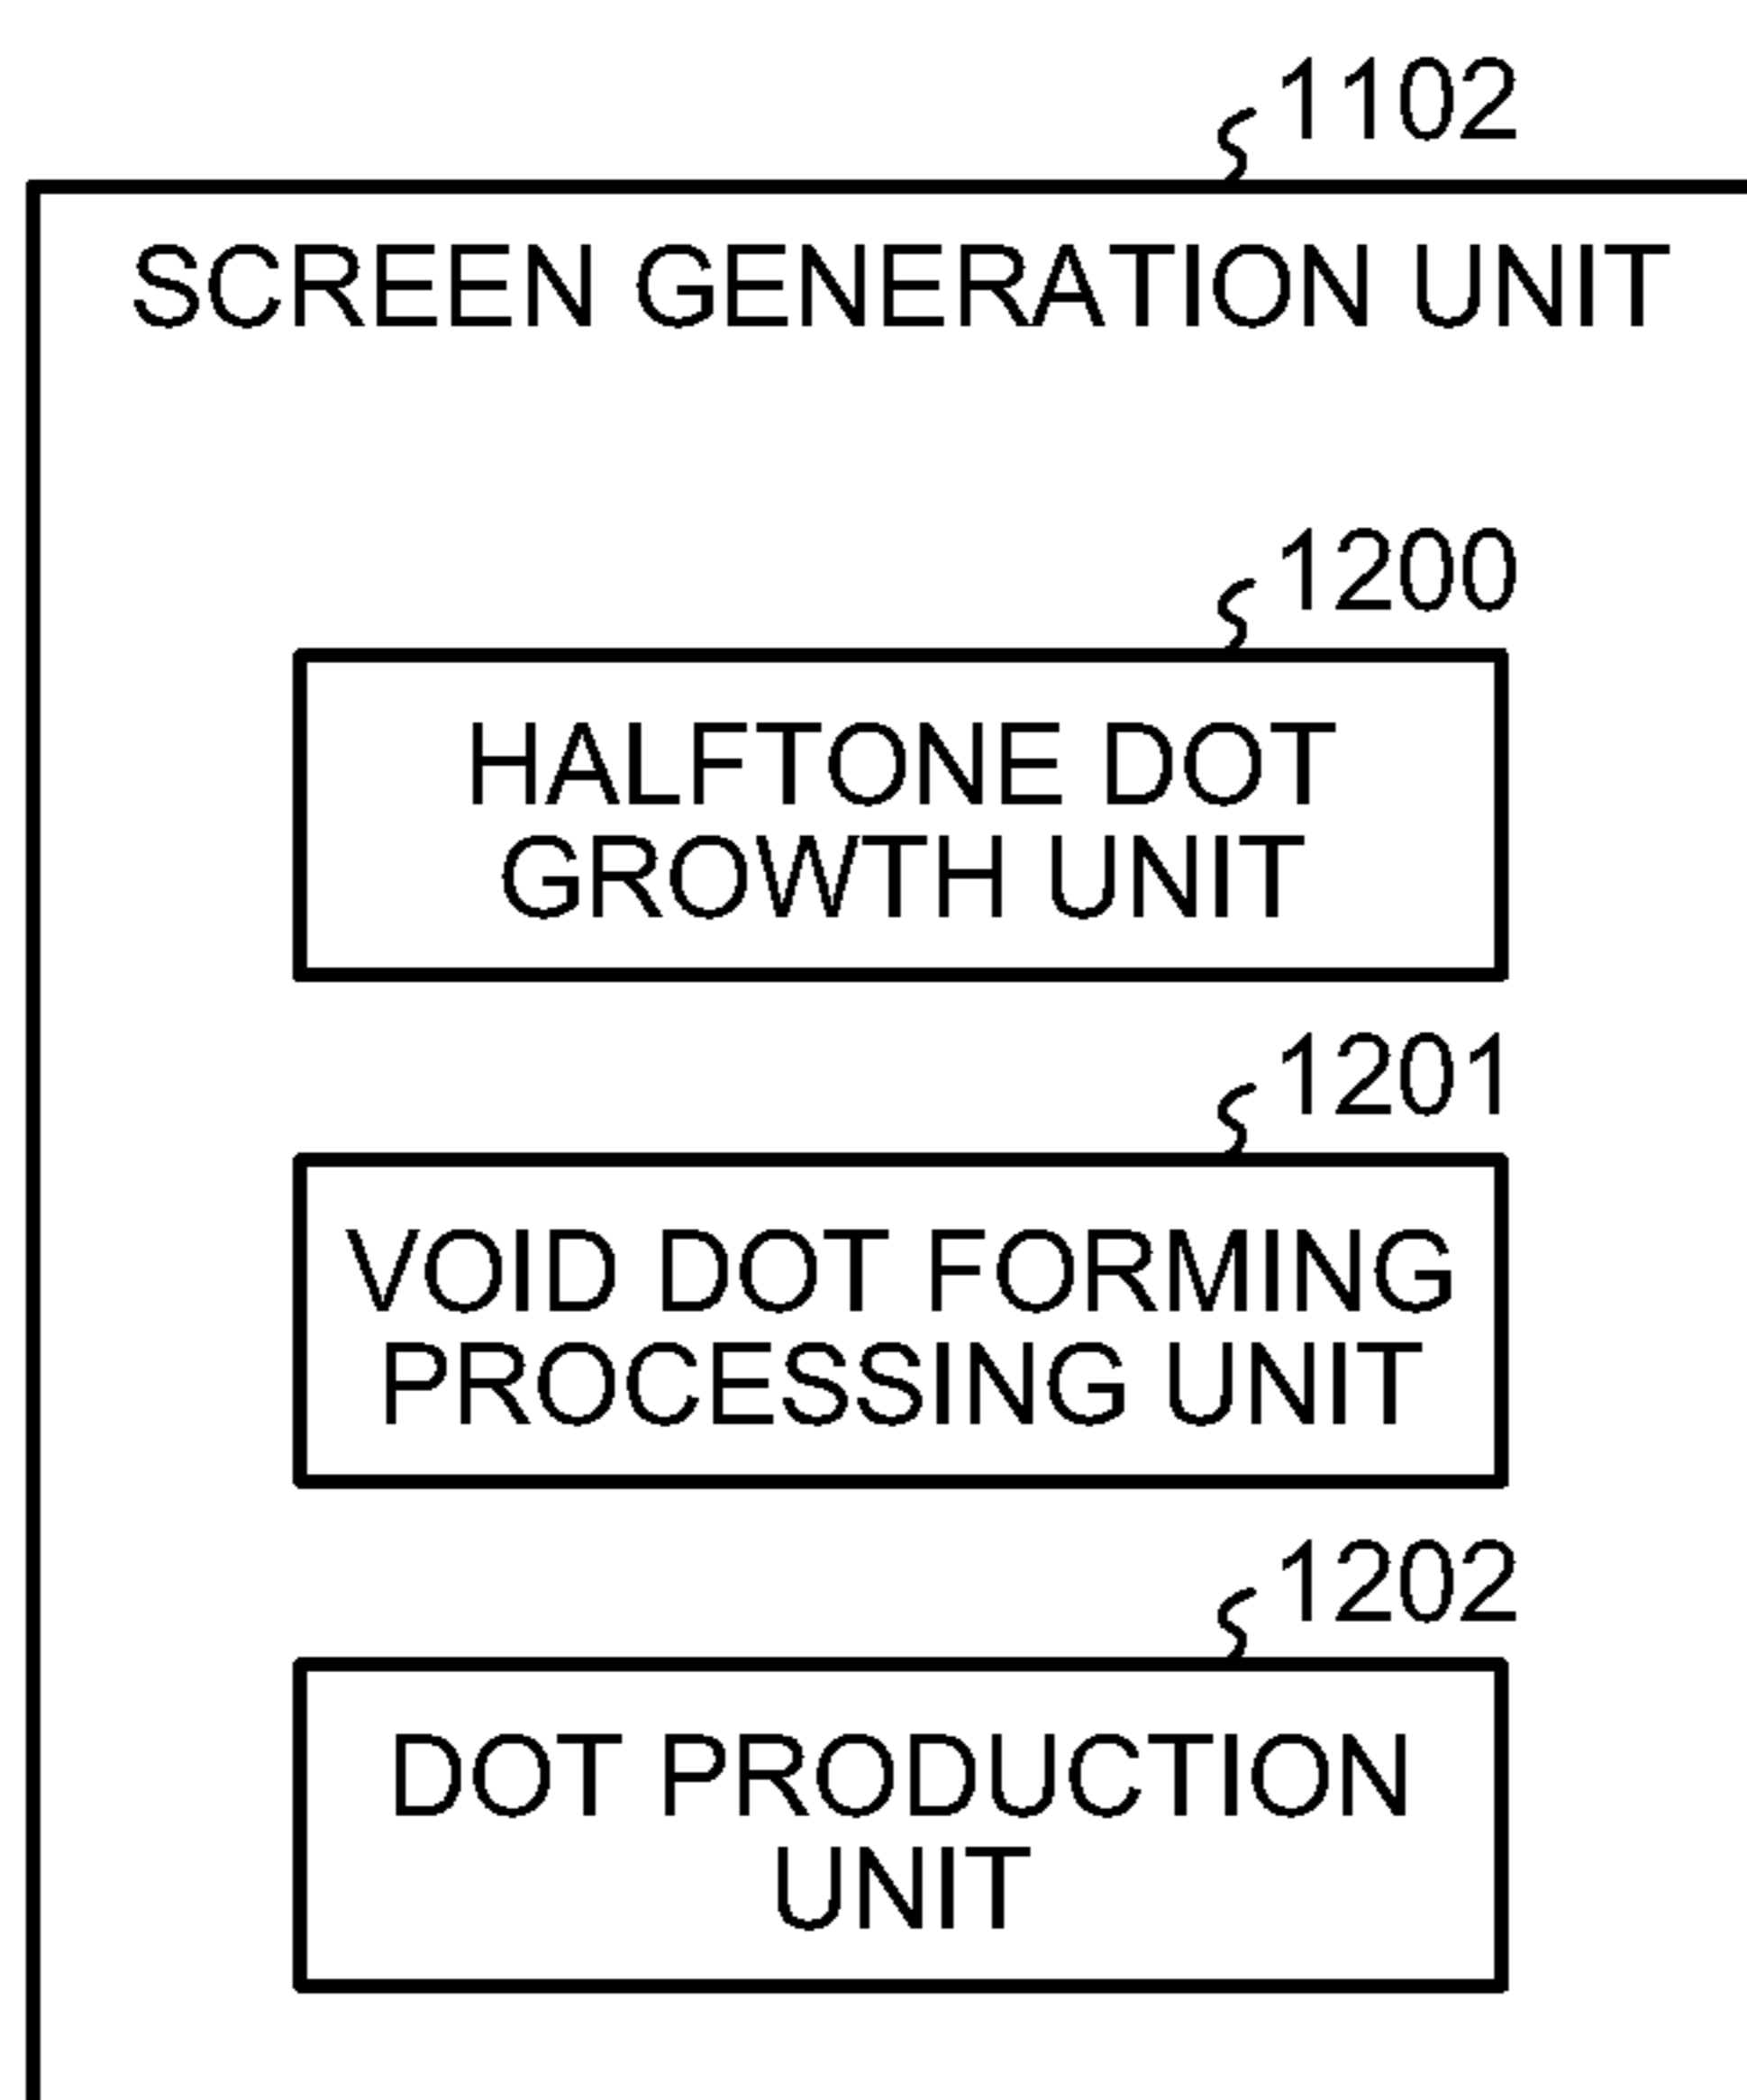 1102
SCREEN GENERATION UNIT
1200
HALFTONE DOT
GROWTH UNIT
1201
VOID DOT FORMING
PROCESSING UNIT
1202
DOT PRODUCTION
UNIT